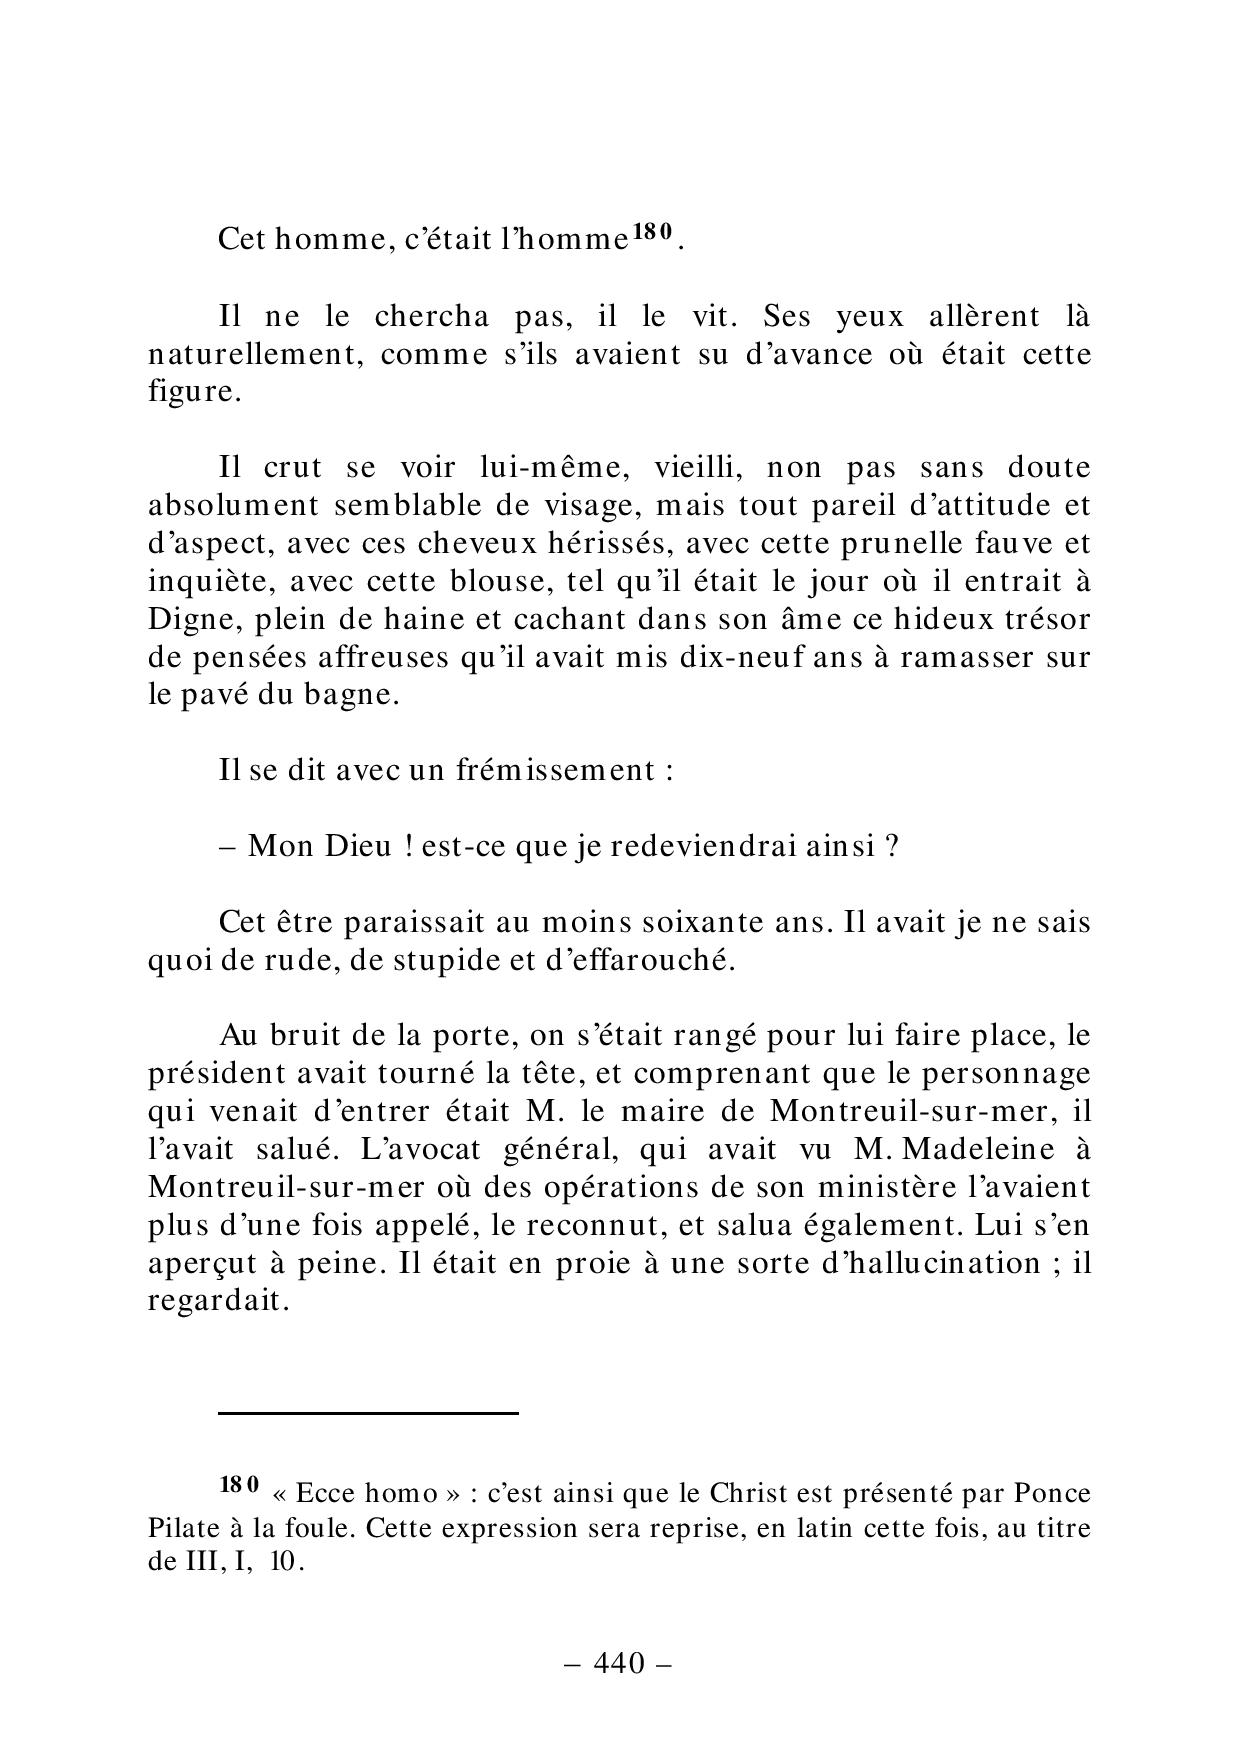 Cet homme, c’était l’homme180.
Il ne le chercha pas, il le vit. Ses yeux allèrent là
naturellement, comme s’ils avaient su d’avance où était cette
figure.
Il crut se voir lui-même, vieilli, non pas sans doute
absolument semblable de visage, mais tout pareil d’attitude et
d’aspect, avec ces cheveux hérissés, avec cette prunelle fauve et
inquiète, avec cette blouse, tel qu’il était le jour où il entrait à
Digne, plein de haine et cachant dans son âme ce hideux trésor
de pensées affreuses qu’il avait mis dix-neuf ans à ramasser sur
le pavé du bagne.
Il se dit avec un frémissement :
– Mon Dieu ! est-ce que je redeviendrai ainsi ?
Cet être paraissait au moins soixante ans. Il avait je ne sais
quoi de rude, de stupide et d’effarouché.
Au bruit de la porte, on s’était rangé pour lui faire place, le
président avait tourné la tête, et comprenant que le personnage
qui venait d’entrer était M. le maire de Montreuil-sur-mer, il
l’avait salué. L’avocat général, qui avait vu M. Madeleine à
Montreuil-sur-mer où des opérations de son ministère l’avaient
plus d’une fois appelé, le reconnut, et salua également. Lui s’en
aperçut à peine. Il était en proie à une sorte d’hallucination ; il
regardait.
180 « Ecce homo » : c’est ainsi que le Christ est présenté par Ponce
Pilate à la foule. Cette expression sera reprise, en latin cette fois, au titre
de III, I, 10.
– 440 –